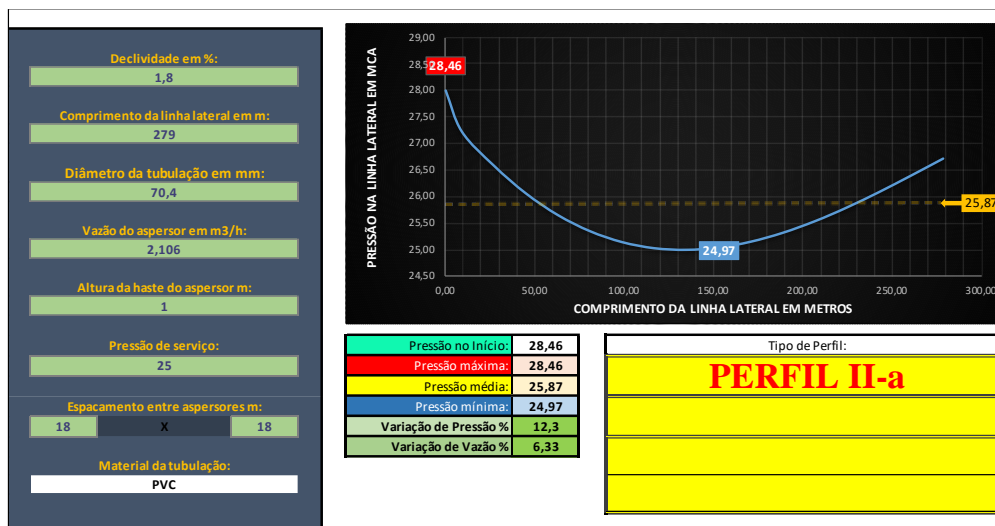 Declividade em %:
1,8
Comprimento da linha lateral em m:
279
Diâmetro da tubulação em mm:
70,4
Vazão do aspersor em m3/h:
2,106
Altura da haste do aspersor m:
1
Pressão de serviço:
25
Espacamento entre aspersores m:
18 X 18
Material da tubulação:
PVC
PRESSÃO NA LINHA LATERAL EM MCA
29,00
28,50
28,00
27,50
27,00
26,50
26,00
25,50
25,00
24,50
28,46
24,97
25,87
0,00 50,00 100,00 150,00 200,00 250,00 300,00
COMPRIMENTO DA LINHA LATERAL EM METROS
Pressão no Início: 28,46
Pressão máxima: 28,46
Pressão média: 25,87
Pressão mínima: 24,97
Variação de Pressão % 12,3
Variação de Vazão % 6,33
Tipo de Perfil:
PERFIL II-a